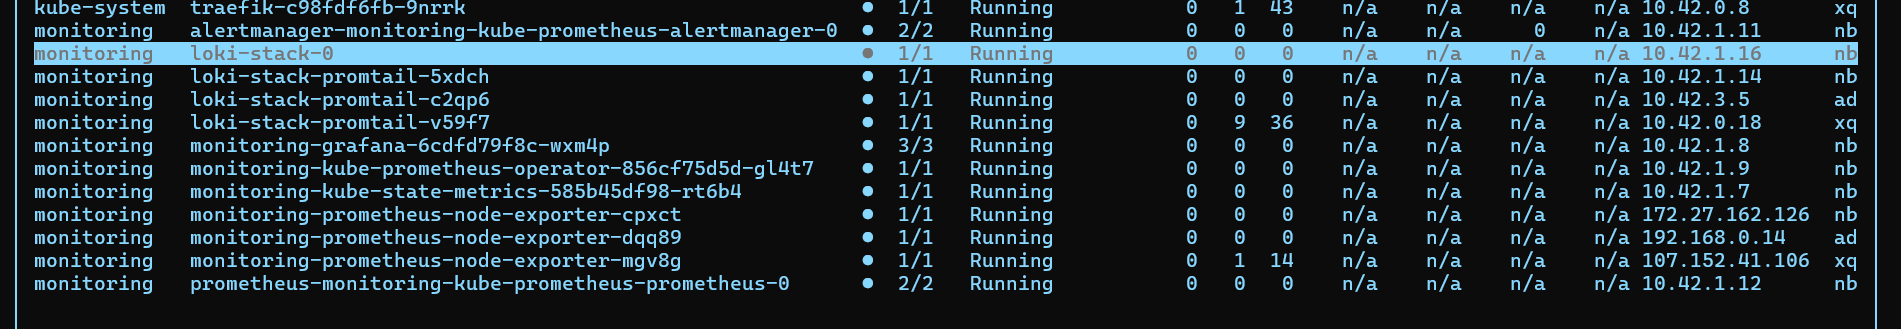 kube-system traefik-c98fdf6fb-9nrrk ● 1/1 Running 0 1 43 n/a n/a n/a n/a 10.42.0.8 xq
monitoring alertmanager-monitoring-kube-prometheus-alertmanager-0 ● 2/2 Running 0 0 0 n/a n/a 0 n/a 10.42.1.11 nb
monitoring loki-stack-0 ● 1/1 Running 0 0 0 n/a n/a n/a n/a 10.42.1.16 nb
monitoring loki-stack-promtail-5xdch ● 1/1 Running 0 0 0 n/a n/a n/a n/a 10.42.1.14 nb
monitoring loki-stack-promtail-c2qp6 ● 1/1 Running 0 0 0 n/a n/a n/a n/a 10.42.3.5 ad
monitoring loki-stack-promtail-v59f7 ● 1/1 Running 0 9 36 n/a n/a n/a n/a 10.42.0.18 xq
monitoring monitoring-grafana-6cdfd79f8c-wxm4p ● 3/3 Running 0 0 0 n/a n/a n/a n/a 10.42.1.8 nb
monitoring monitoring-kube-prometheus-operator-856cf75d5d-gl4t7 ● 1/1 Running 0 0 0 n/a n/a n/a n/a 10.42.1.9 nb
monitoring monitoring-kube-state-metrics-585b45df98-rt6b4 ● 1/1 Running 0 0 0 n/a n/a n/a n/a 10.42.1.7 nb
monitoring monitoring-prometheus-node-exporter-cpxct ● 1/1 Running 0 0 0 n/a n/a n/a n/a 172.27.162.126 nb
monitoring monitoring-prometheus-node-exporter-dqq89 ● 1/1 Running 0 0 0 n/a n/a n/a n/a 192.168.0.14 ad
monitoring monitoring-prometheus-node-exporter-mgv8g ● 1/1 Running 0 1 14 n/a n/a n/a n/a 107.152.41.106 xq
monitoring prometheus-monitoring-kube-prometheus-prometheus-0 ● 2/2 Running 0 0 0 n/a n/a n/a n/a 10.42.1.12 nb